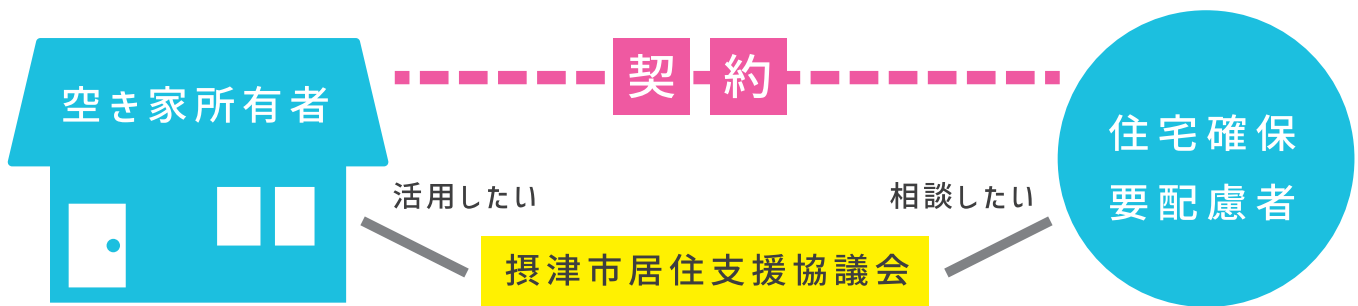 契約
空き家所有者
住宅確保
要配慮者
活用したい
相談したい
摂津市居住支援協議会